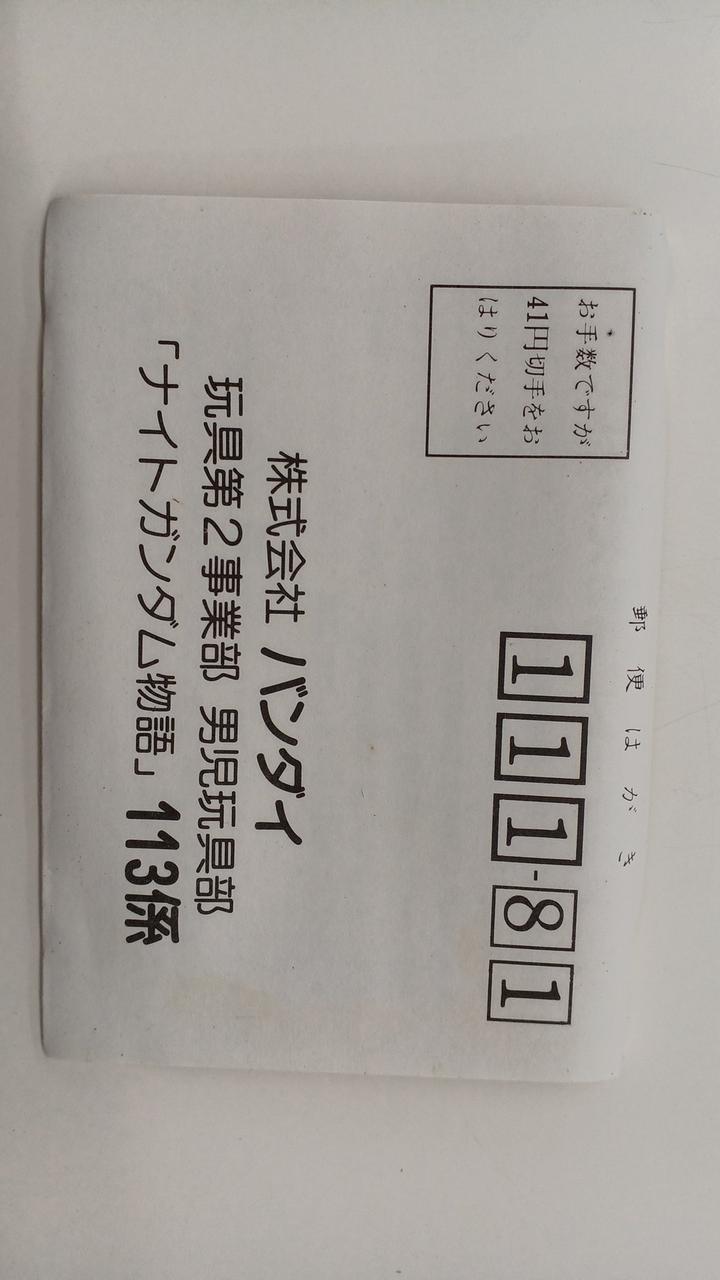 郵便はがき
お手数ですが
41円切手をお
はりください
111-81
株式会社 バンダイ
玩具第2事業部 男児玩具部
「ナイトガンダム物語」113係